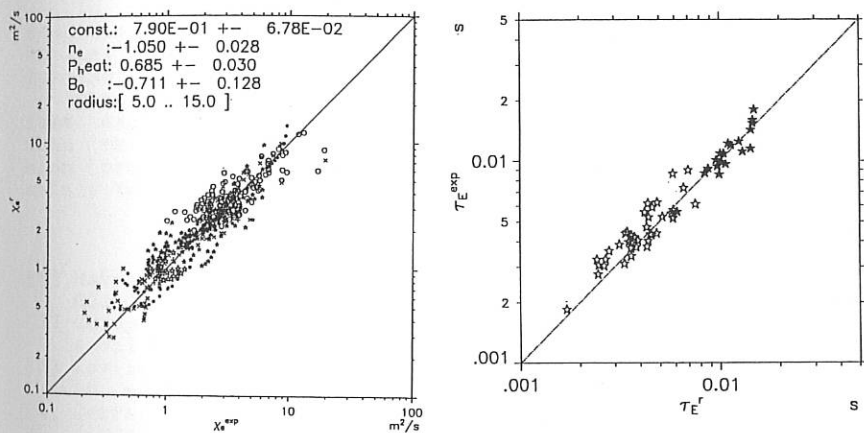 const.: 7.90E-01 +- 6.78E-02
n_e :-1.050 +- 0.028
P_heat: 0.685 +- 0.030
B_0 :-0.711 +- 0.128
radius:[ 5.0 .. 15.0 ]
m²/s
100
5
2
10
5
2
1
5
2
0.1
χ_e^r
0.1 1 10 100
χ_e^exp m²/s
s
5
2
0.01
5
2
.001
τ_E^exp
.001 0.01
τ_E^r s